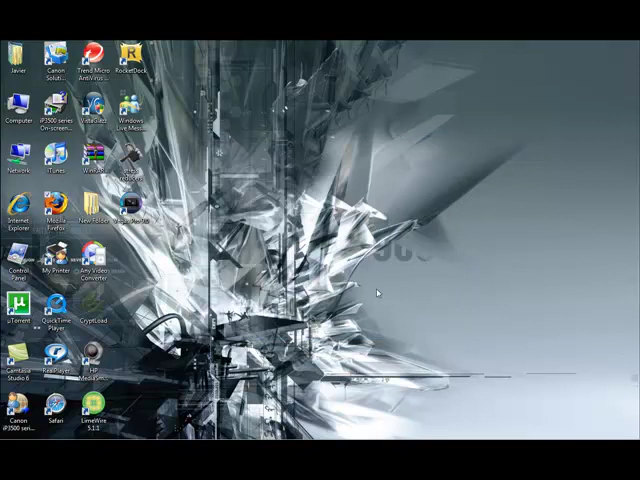 Javier
Canon
Soluti...
Trend Micro
AntiVirus...
RocketDock
Computer
iP3500 series
On-screen...
VistaGlazz
Windows
Live Mess...
Network
iTunes
WinRAR
Internet
Explorer
Mozilla
Firefox
New Folder
Control
Panel
My Printer
Any Video
Converter
µTorrent
QuickTime
Player
CryptLoad
Camtasia
Studio 6
RealPlayer
HP
MediaSm...
Canon
iP3500 seri...
Safari
LimeWire
5.1.1